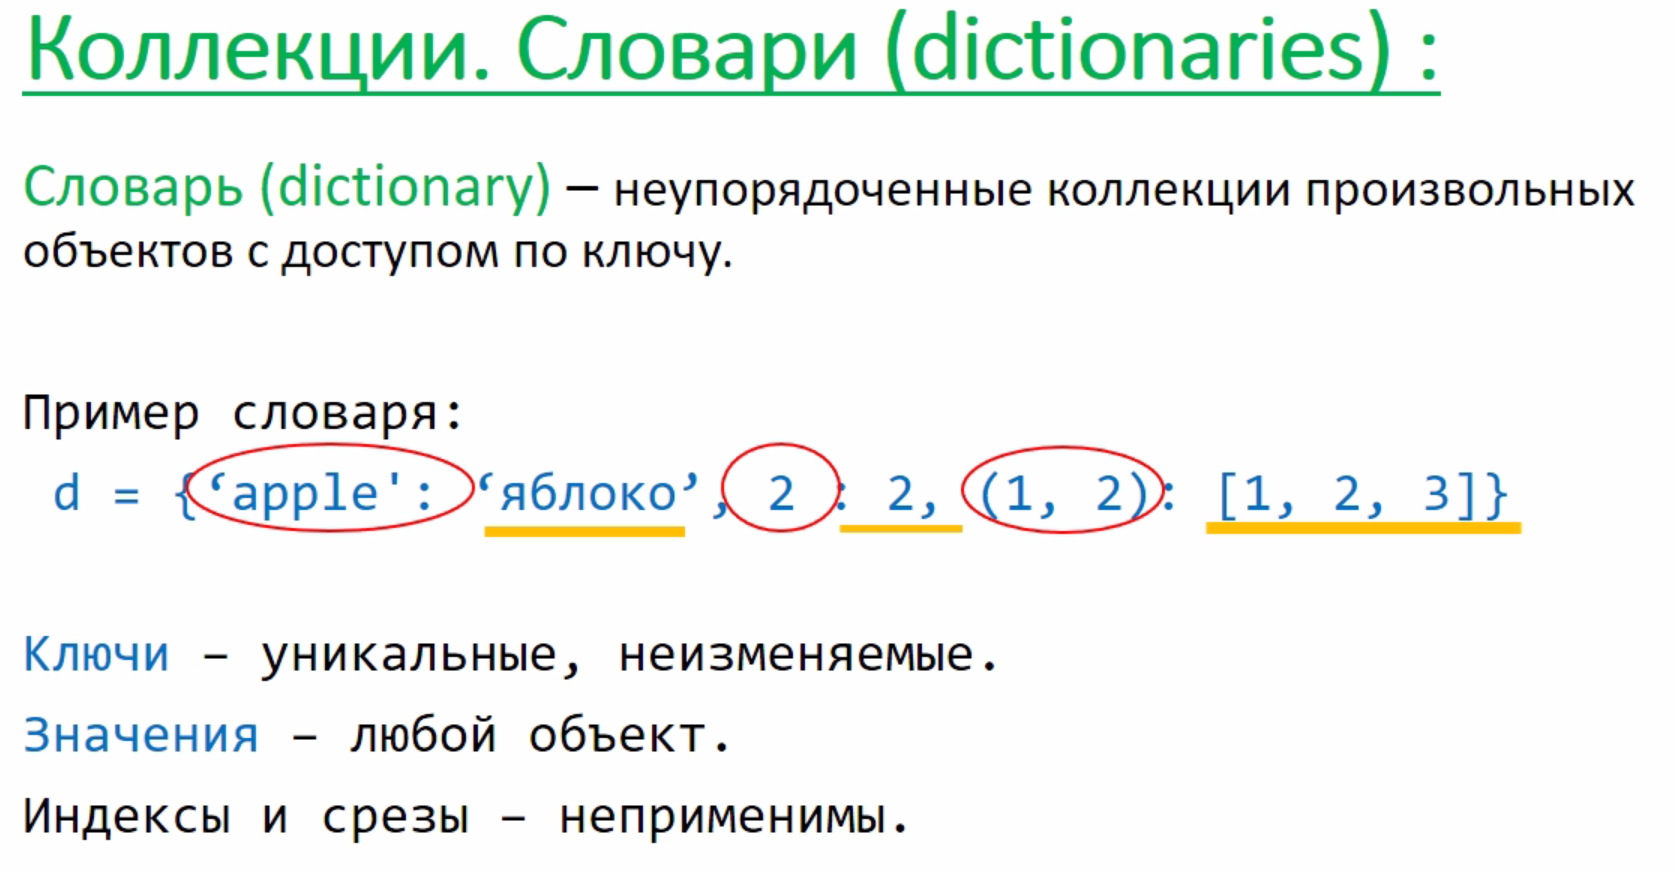 Коллекции. Словари (dictionaries) :
Словарь (dictionary) – неупорядоченные коллекции произвольных
объектов с доступом по ключу.
Пример словаря:
d = {‘apple': ‘яблоко’, 2 : 2, (1, 2): [1, 2, 3]}
Ключи – уникальные, неизменяемые.
Значения – любой объект.
Индексы и срезы – неприменимы.